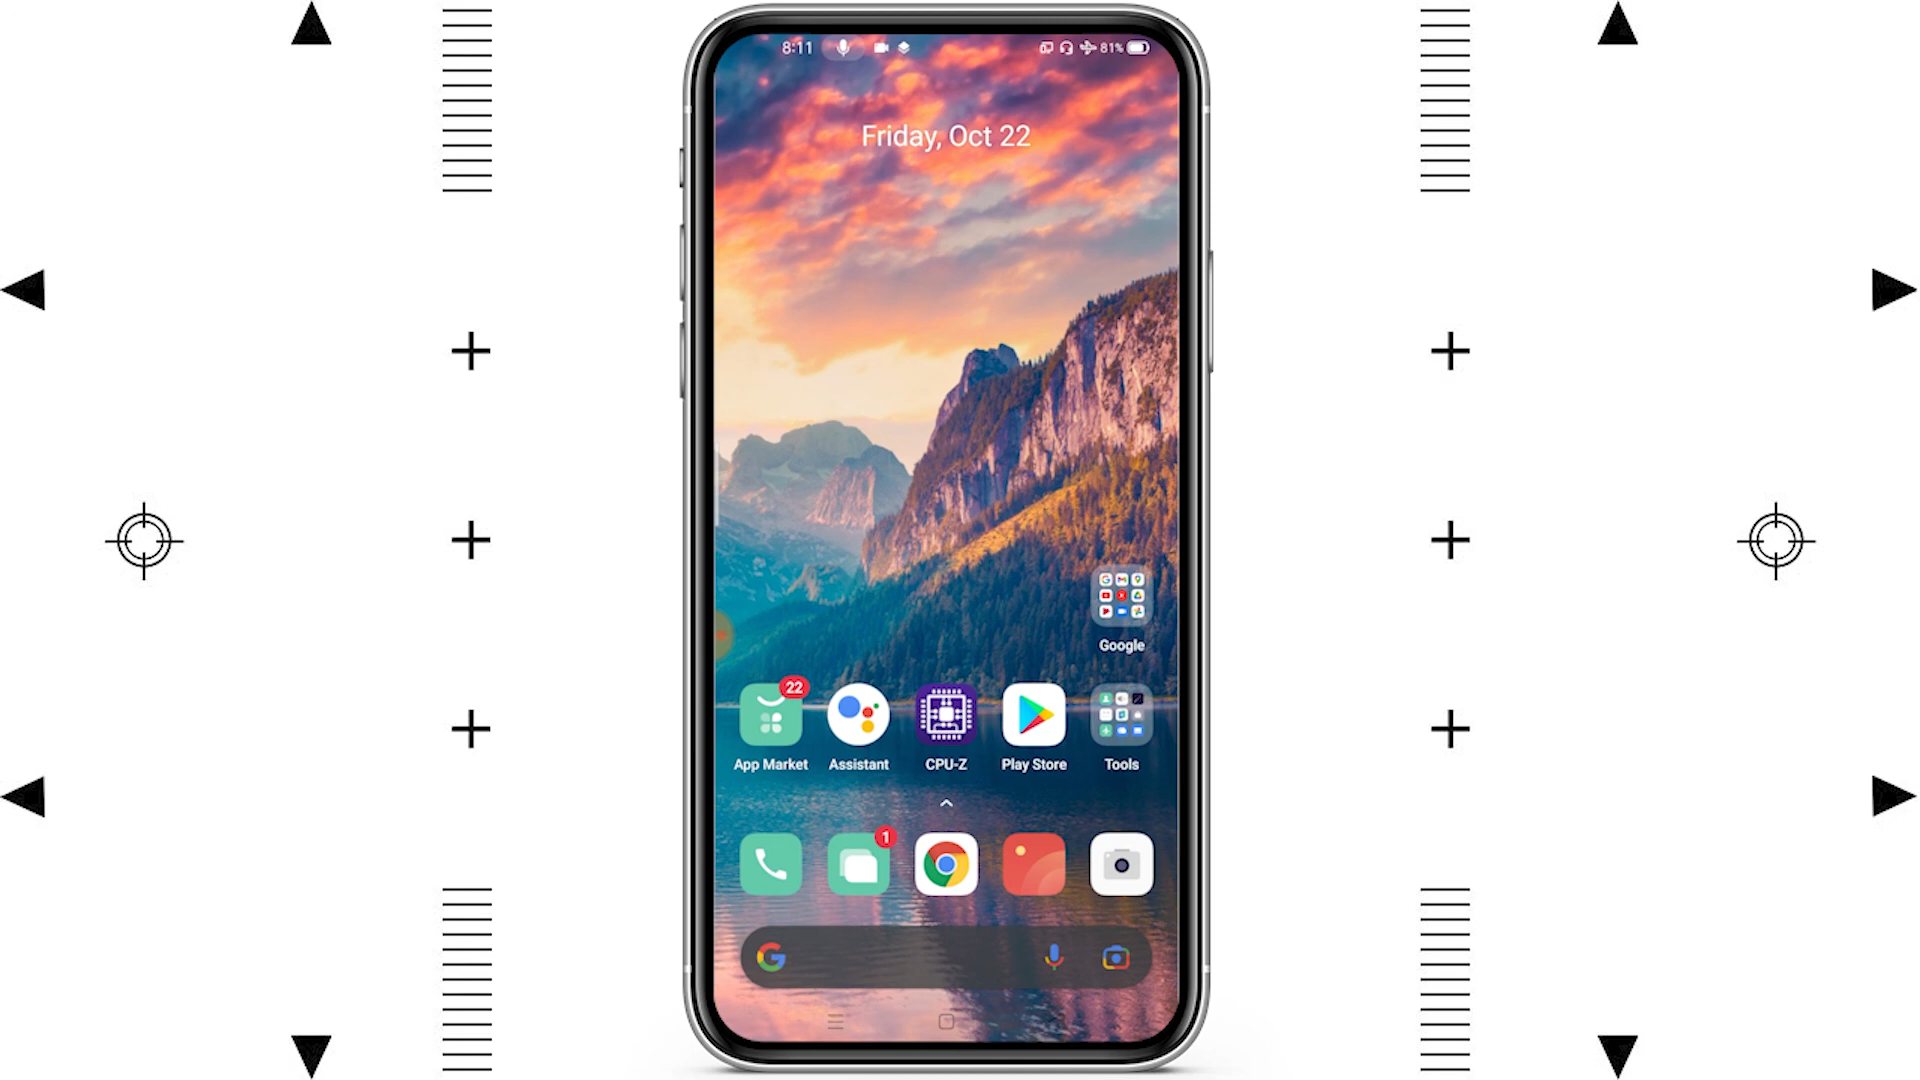 8:11
81%
Friday, Oct 22
Google
22
App Market
Assistant
CPU-Z
Play Store
Tools
1